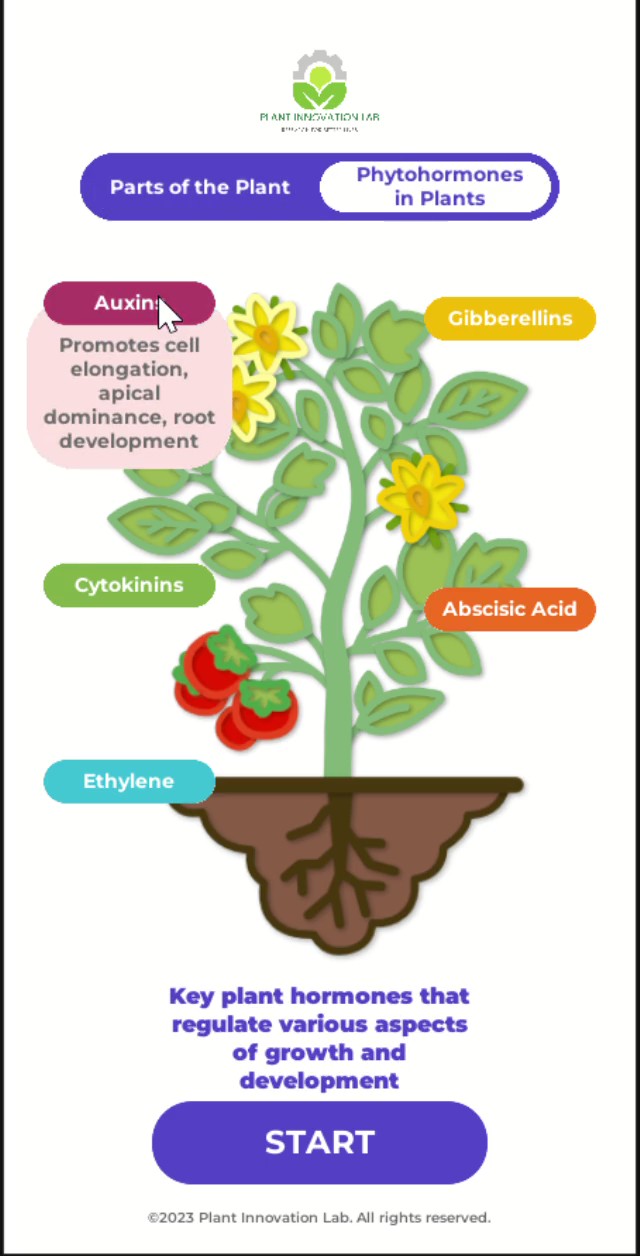 PLANT INNOVATION LAB
Parts of the Plant
Phytohormones
in Plants
Auxins
Promotes cell
elongation,
apical
dominance, root
development
Gibberellins
Cytokinins
Abscisic Acid
Ethylene
Key plant hormones that
regulate various aspects
of growth and
development
START
©2023 Plant Innovation Lab. All rights reserved.